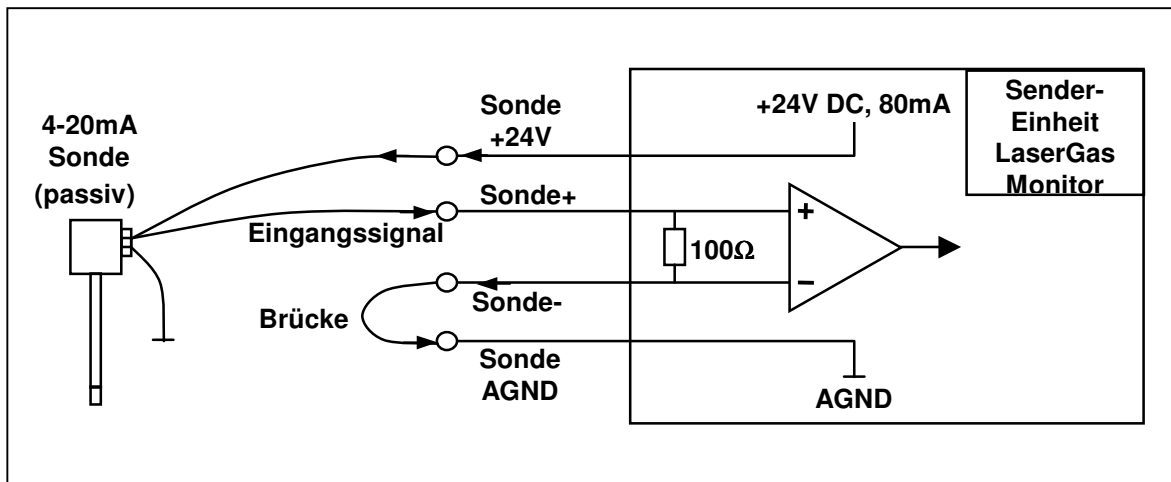 4-20mA
Sonde
(passiv)
Sonde
+24V
+24V DC, 80mA
Sender-
Einheit
LaserGas
Monitor
Sonde+
Eingangssignal
100Ω
+
−
Sonde-
Brücke
Sonde
AGND
AGND